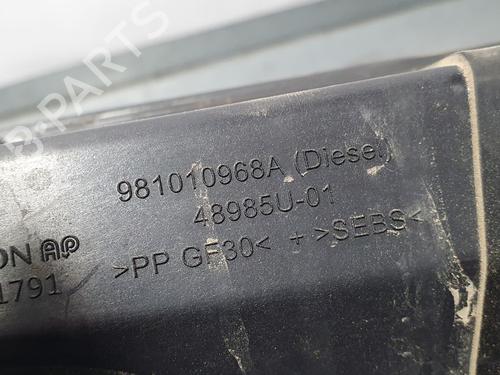 981010968A (Diesel)
48985U-01
ON AP
>PP GF30< + >SEBS<
1791
B-PARTS